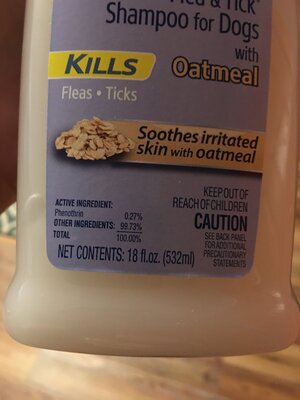 Flea & Tick*
Shampoo for Dogs
with
KILLS
Oatmeal
Fleas • Ticks
Soothes irritated
skin with oatmeal
ACTIVE INGREDIENT:
Phenothrin 0.27%
OTHER INGREDIENTS: 99.73%
TOTAL 100.00%
NET CONTENTS: 18 fl.oz. (532ml)
KEEP OUT OF
REACH OF CHILDREN
CAUTION
SEE BACK PANEL
FOR ADDITIONAL
PRECAUTIONARY
STATEMENTS